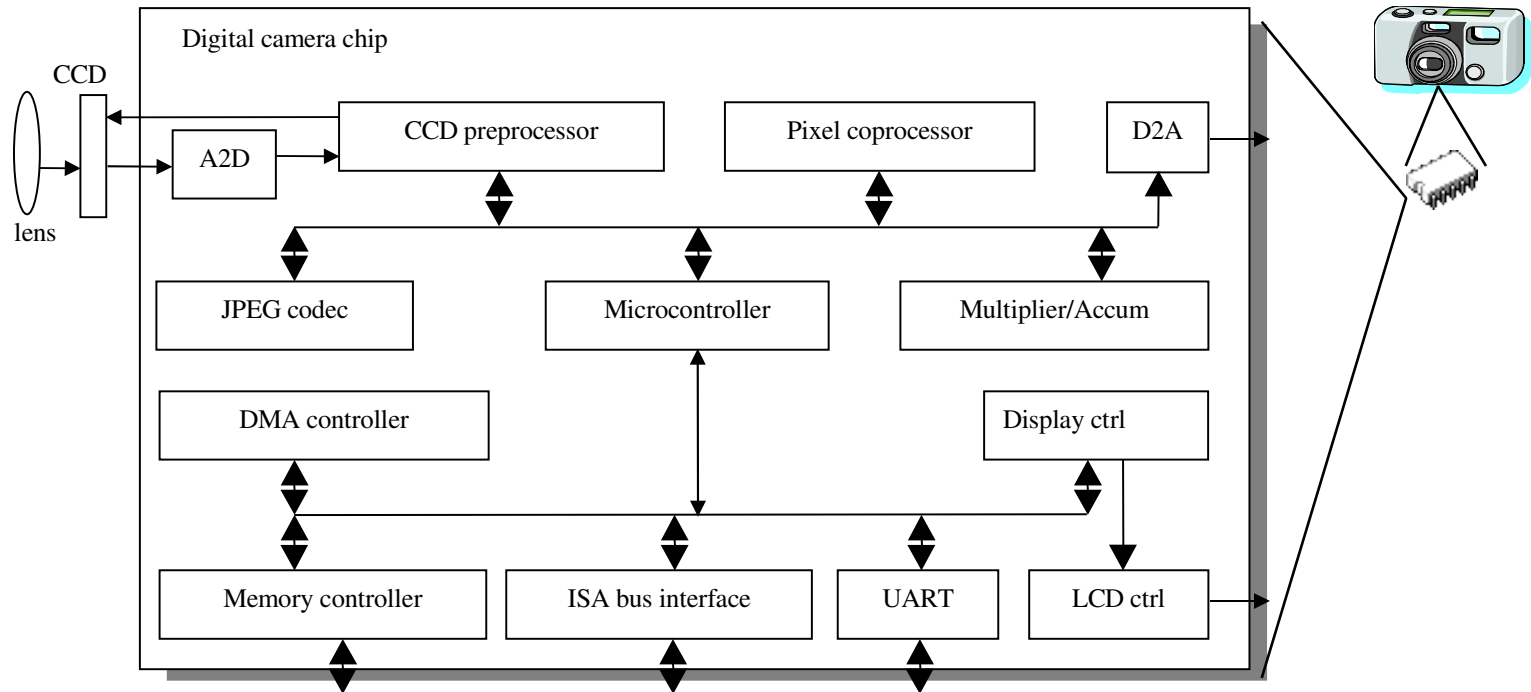 Digital camera chip
CCD
CCD preprocessor
Pixel coprocessor
D2A
A2D
lens
JPEG codec
Microcontroller
Multiplier/Accum
DMA controller
Display ctrl
Memory controller
ISA bus interface
UART
LCD ctrl